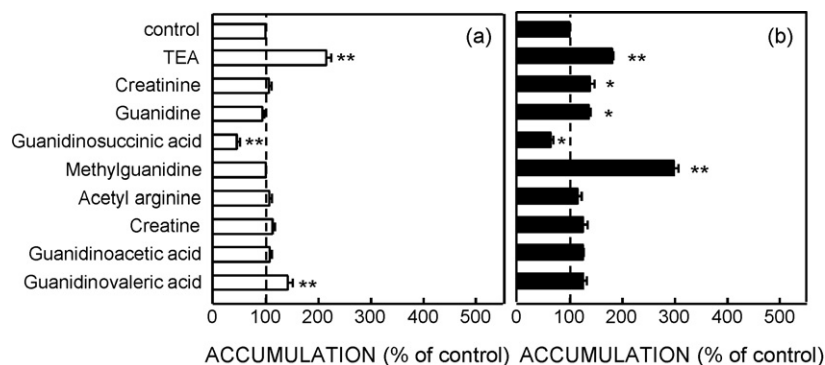 control
TEA
Creatinine
Guanidine
Guanidinosuccinic acid
Methylguanidine
Acetyl arginine
Creatine
Guanidinoacetic acid
Guanidinovaleric acid
(a)
**
**
**
0 100 200 300 400 500
ACCUMULATION (% of control)
(b)
**
*
*
*
**
0 100 200 300 400 500
ACCUMULATION (% of control)